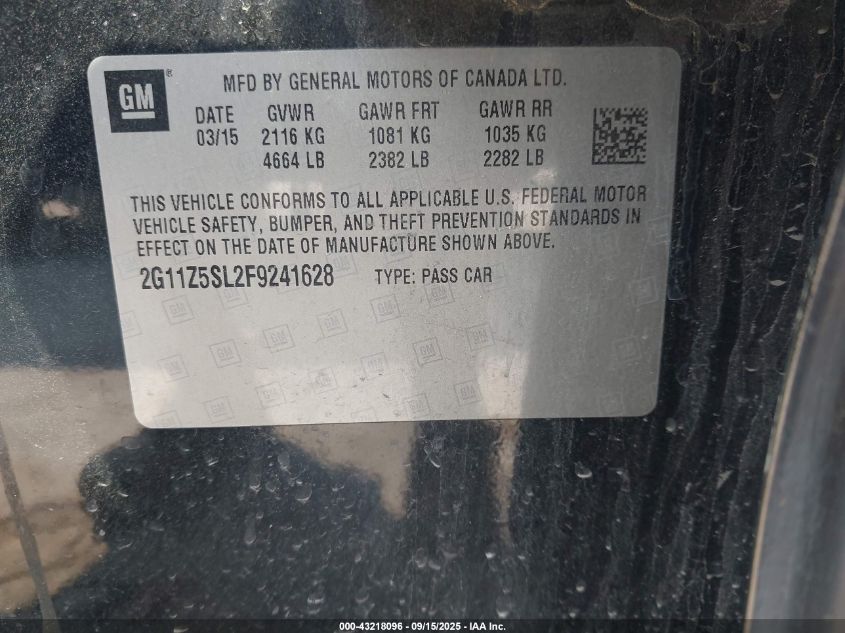 GM ® MFD BY GENERAL MOTORS OF CANADA LTD.
DATE GVWR GAWR FRT GAWR RR
03/15 2116 KG 1081 KG 1035 KG
4664 LB 2382 LB 2282 LB
THIS VEHICLE CONFORMS TO ALL APPLICABLE U.S. FEDERAL MOTOR
VEHICLE SAFETY, BUMPER, AND THEFT PREVENTION STANDARDS IN
EFFECT ON THE DATE OF MANUFACTURE SHOWN ABOVE.
2G11Z5SL2F9241628 TYPE: PASS CAR
000-43218096 - 09/15/2025 - IAA Inc.